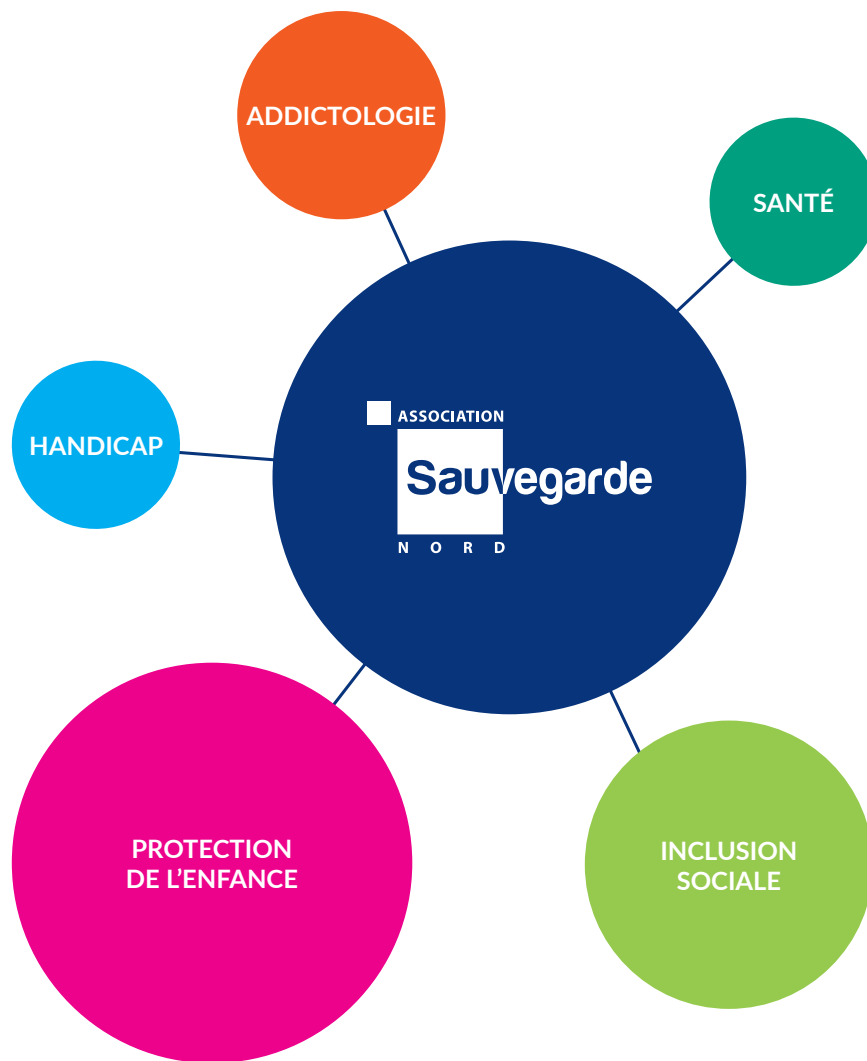 ADDICTOLOGIE
SANTÉ
HANDICAP
ASSOCIATION
Sauvegarde
NORD
PROTECTION
DE L'ENFANCE
INCLUSION
SOCIALE